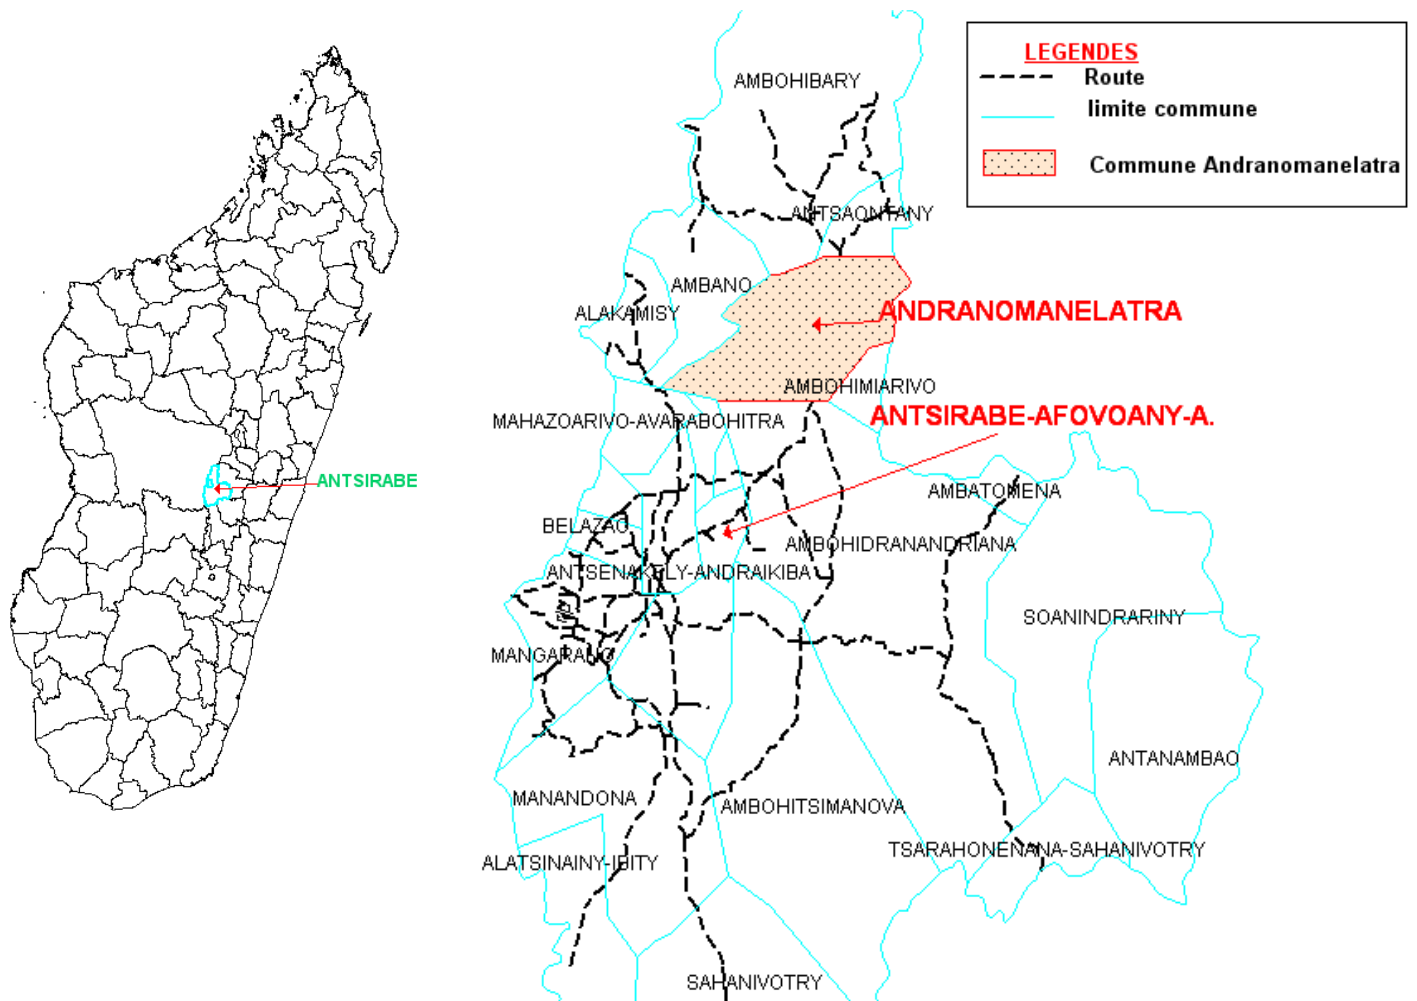 LEGENDES
Route
limite commune
Commune Andranomanelatra
AMBOHIBARY
ANTSAONTANY
AMBANO
ALAKAMISY
ANDRANOMANELATRA
AMBOHIMIARIVO
MAHAZOARIVO-AVARABOHITRA
ANTSIRABE-AFOVOANY-A.
ANTSIRABE
AMBATOMENA
BELAZAO
AMBOHIDRANANDRIANA
ANTSENAKELY-ANDRAIKIBA
SOANINDRARINY
MANGARANO
ANTANAMBAO
MANANDONA
AMBOHITSIMANOVA
TSARAHONENANA-SAHANIVOTRY
ALATSINAINY-IBITY
SAHANIVOTRY